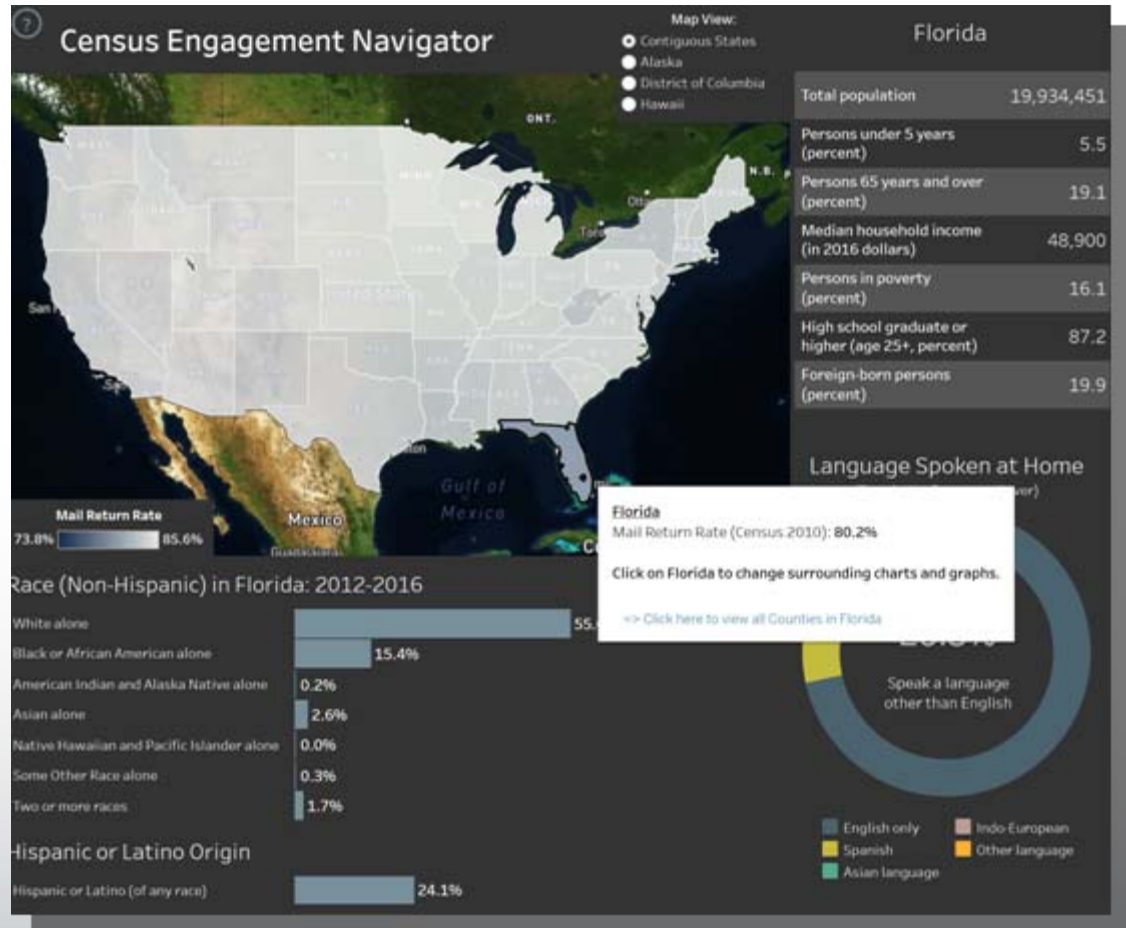 ?
Census Engagement Navigator
Map View:
Contiguous States
Alaska
District of Columbia
Hawaii
ONT.
N.B.
Gulf of
Mexico
Mexico
Mail Return Rate
73.8%
85.6%
Florida
Total population 19,934,451
Persons under 5 years
(percent) 5.5
Persons 65 years and over
(percent) 19.1
Median household income
(in 2016 dollars) 48,900
Persons in poverty
(percent) 16.1
High school graduate or
higher (age 25+, percent) 87.2
Foreign-born persons
(percent) 19.9
Language Spoken at Home
Florida
Mail Return Rate (Census 2010): 80.2%
Click on Florida to change surrounding charts and graphs.
=> Click here to view all Counties in Florida
Speak a language
other than English
English only
Spanish
Asian language
Indo-European
Other language
Race (Non-Hispanic) in Florida: 2012-2016
White alone 55.
Black or African American alone 15.4%
American Indian and Alaska Native alone 0.2%
Asian alone 2.6%
Native Hawaiian and Pacific Islander alone 0.0%
Some Other Race alone 0.3%
Two or more races 1.7%
Hispanic or Latino Origin
Hispanic or Latino (of any race) 24.1%